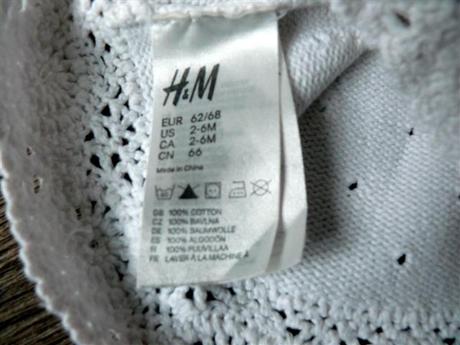 H&M
EUR 62/68
US 2-6M
CA 2-6M
CN 66
Made in China
GB 100% COTTON
CZ 100% BAVLNA
DE 100% BAUMWOLLE
ES 100% ALGODÓN
FI 100% PUUVILLAA
FR LAVER À LA MACHINE À